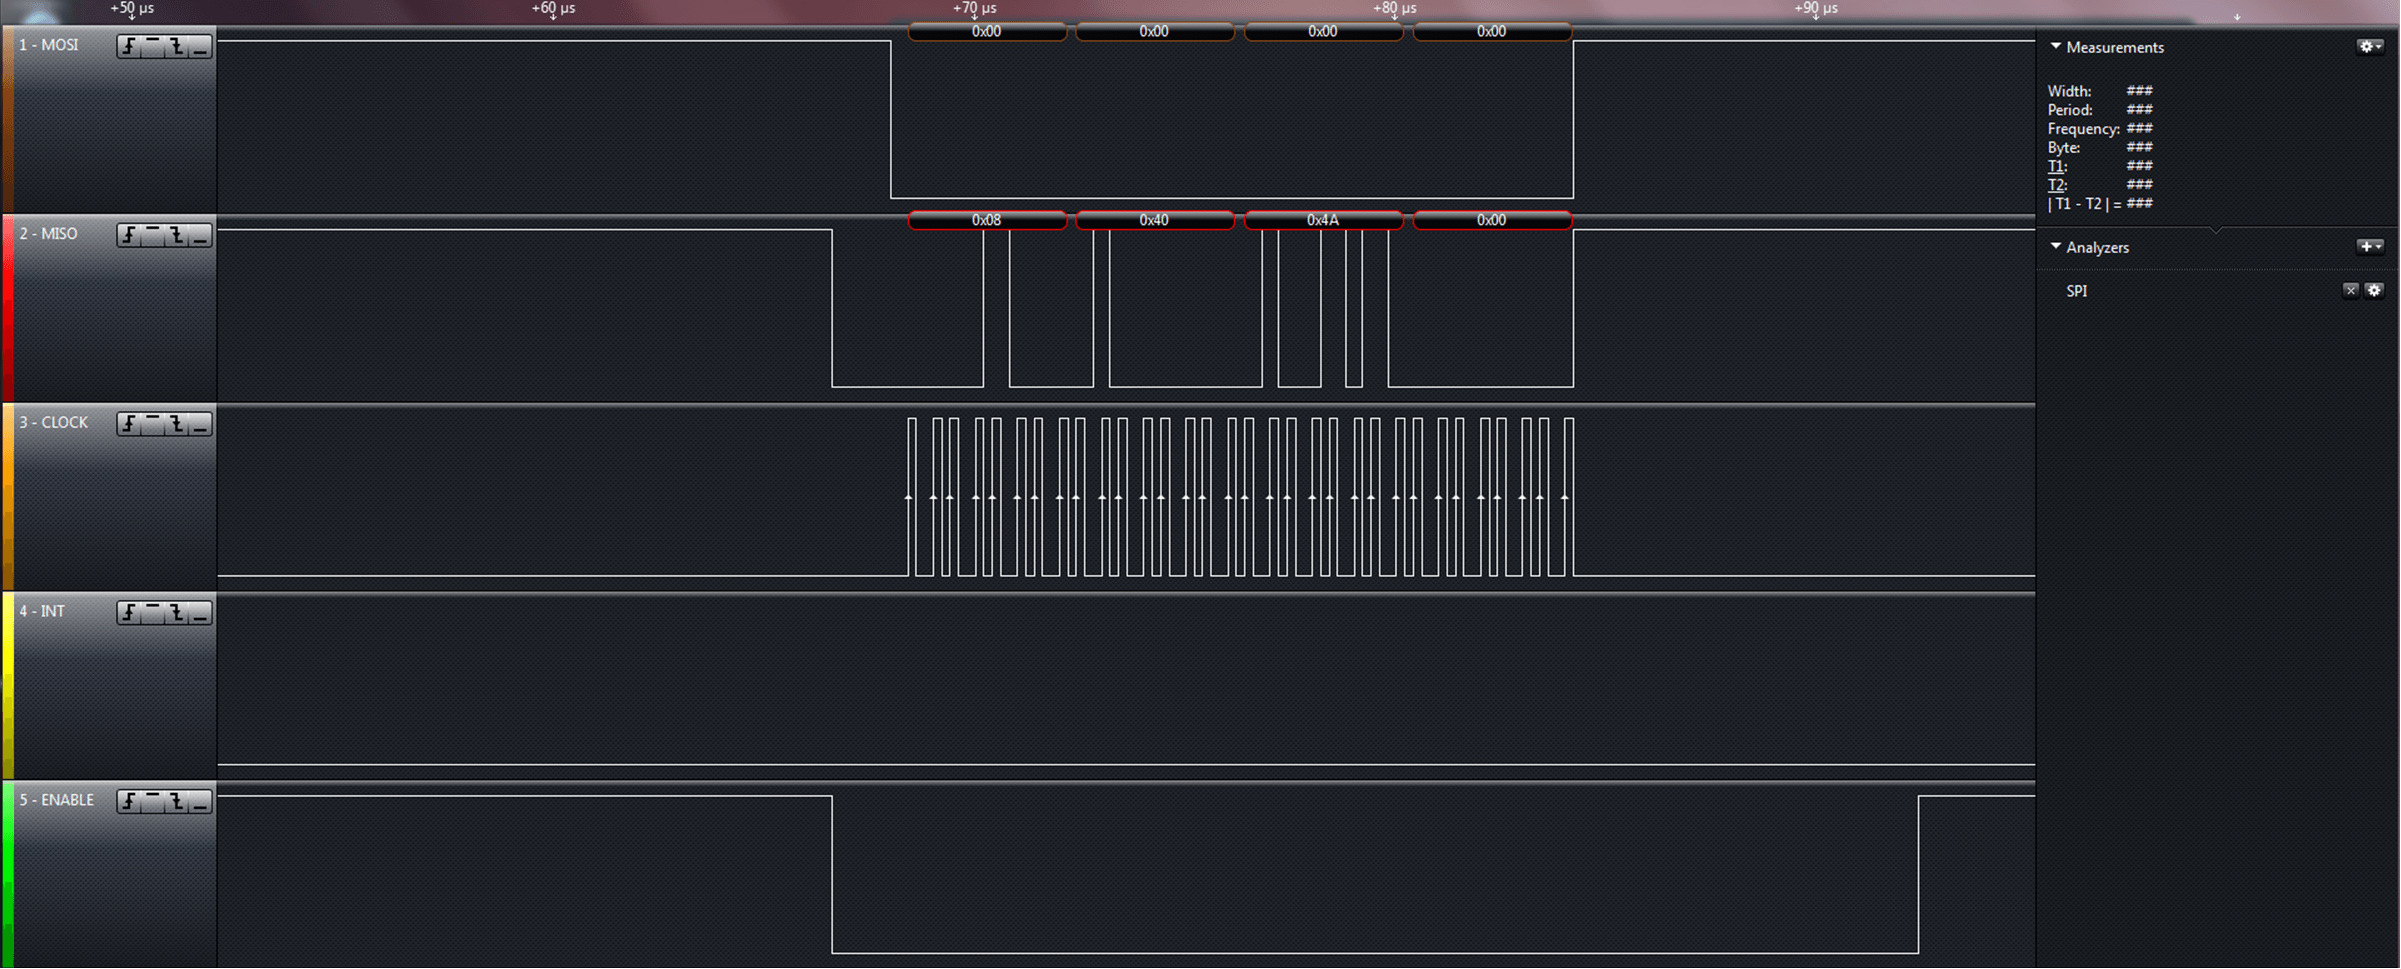 +50 µs +60 µs +70 µs +80 µs +90 µs
1 - MOSI
0x00 0x00 0x00 0x00
2 - MISO
0x08 0x40 0x4A 0x00
3 - CLOCK
4 - INT
5 - ENABLE
Measurements
Width: ###
Period: ###
Frequency: ###
Byte: ###
T1: ###
T2: ###
| T1 - T2 | = ###
Analyzers
SPI